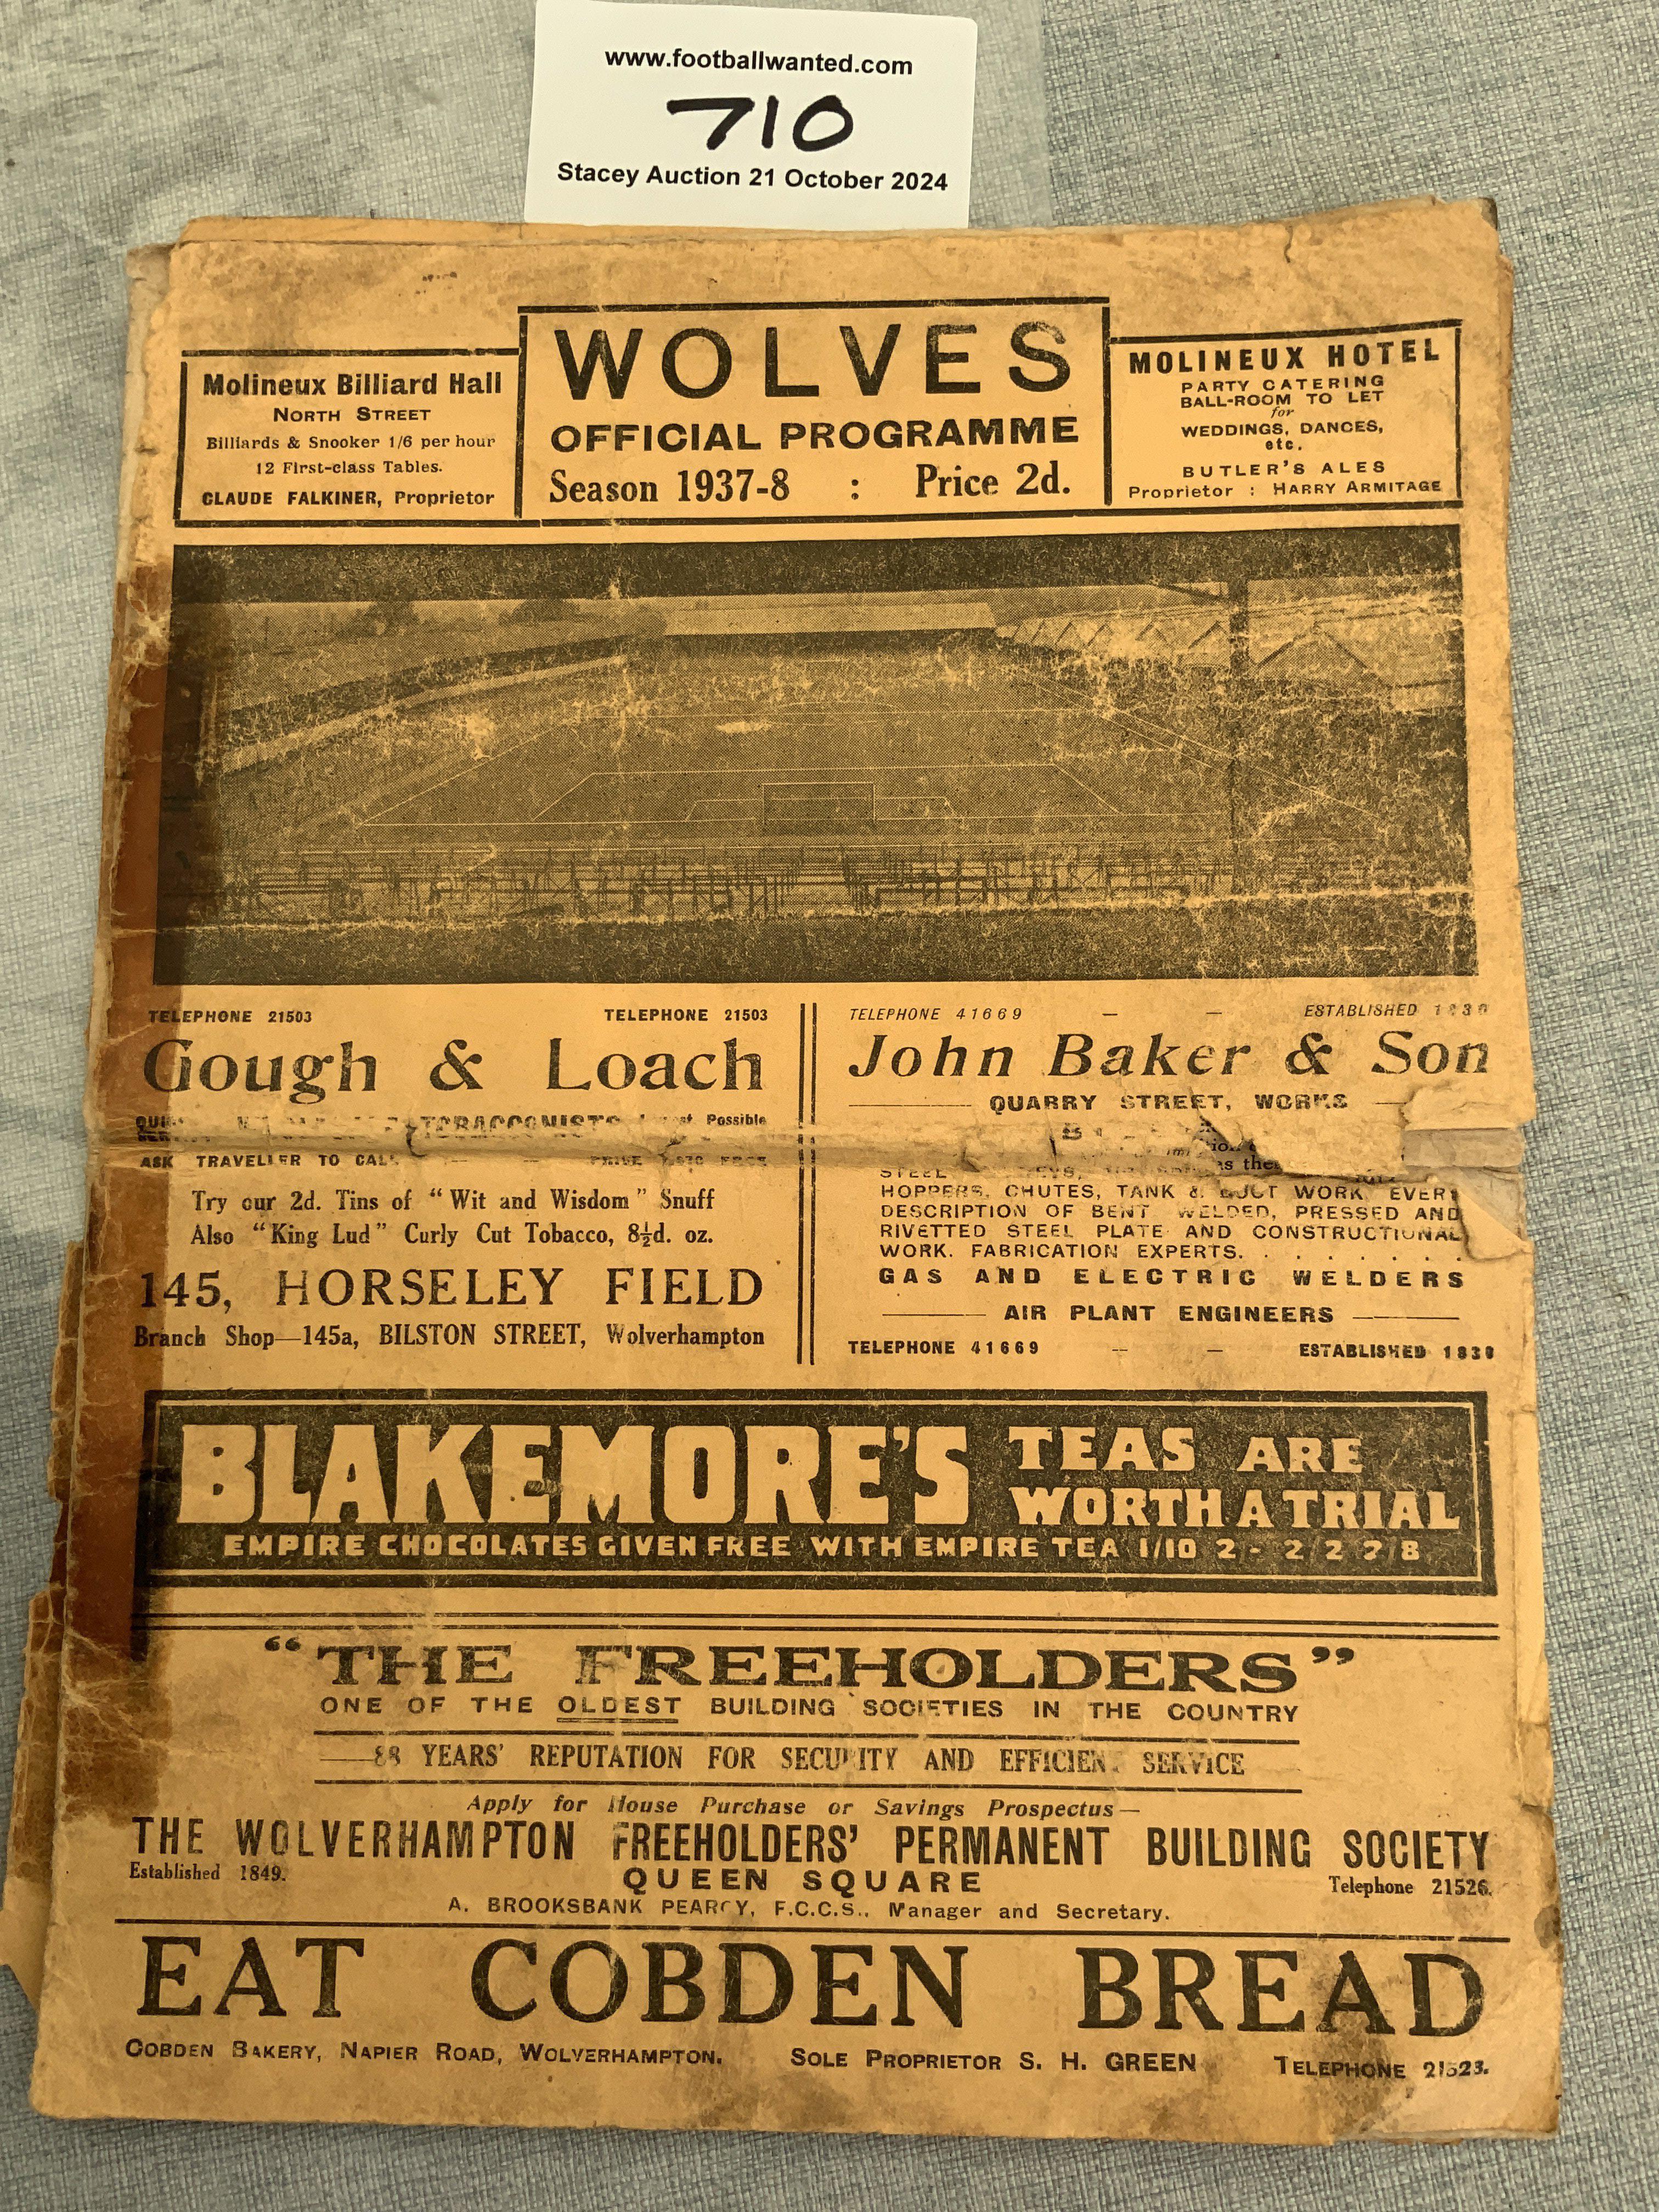 www.footballwanted.com
710
Stacey Auction 21 October 2024
Molineux Billiard Hall
NORTH STREET
Billiards & Snooker 1/6 per hour
12 First-class Tables.
CLAUDE FALKINER, Proprietor
WOLVES
OFFICIAL PROGRAMME
Season 1937-8 : Price 2d.
MOLINEUX HOTEL
PARTY CATERING
BALL-ROOM TO LET
for
WEDDINGS, DANCES,
etc.
BUTLER'S ALES
Proprietor : HARRY ARMITAGE
TELEPHONE 21503 TELEPHONE 21503
Gough & Loach
TOBACCONISTS Possible
ASK TRAVELLER TO CALL
Try our 2d. Tins of "Wit and Wisdom" Snuff
Also "King Lud" Curly Cut Tobacco, 8½d. oz.
145, HORSELEY FIELD
Branch Shop—145a, BILSTON STREET, Wolverhampton
TELEPHONE 41669 — — ESTABLISHED
John Baker & Son
QUARRY STREET, WORKS
STEEL
HOPPERS, CHUTES, TANK & DUCT WORK, EVERY
DESCRIPTION OF BENT, WELDED, PRESSED AND
RIVETTED STEEL PLATE AND CONSTRUCTIONAL
WORK. FABRICATION EXPERTS. . . . . . .
GAS AND ELECTRIC WELDERS
AIR PLANT ENGINEERS
TELEPHONE 41669 — — ESTABLISHED
BLAKEMORE'S TEAS ARE
WORTH A TRIAL
EMPIRE CHOCOLATES GIVEN FREE WITH EMPIRE TEA 1/10 2/- 2/2 2/8
"THE FREEHOLDERS"
ONE OF THE OLDEST BUILDING SOCIETIES IN THE COUNTRY
88 YEARS' REPUTATION FOR SECURITY AND EFFICIENT SERVICE
Apply for House Purchase or Savings Prospectus—
THE WOLVERHAMPTON FREEHOLDERS' PERMANENT BUILDING SOCIETY
Established 1849. QUEEN SQUARE Telephone 21526.
A. BROOKSBANK PEARCY, F.C.C.S., Manager and Secretary.
EAT COBDEN BREAD
COBDEN BAKERY, NAPIER ROAD, WOLVERHAMPTON. SOLE PROPRIETOR S. H. GREEN TELEPHONE 21523.